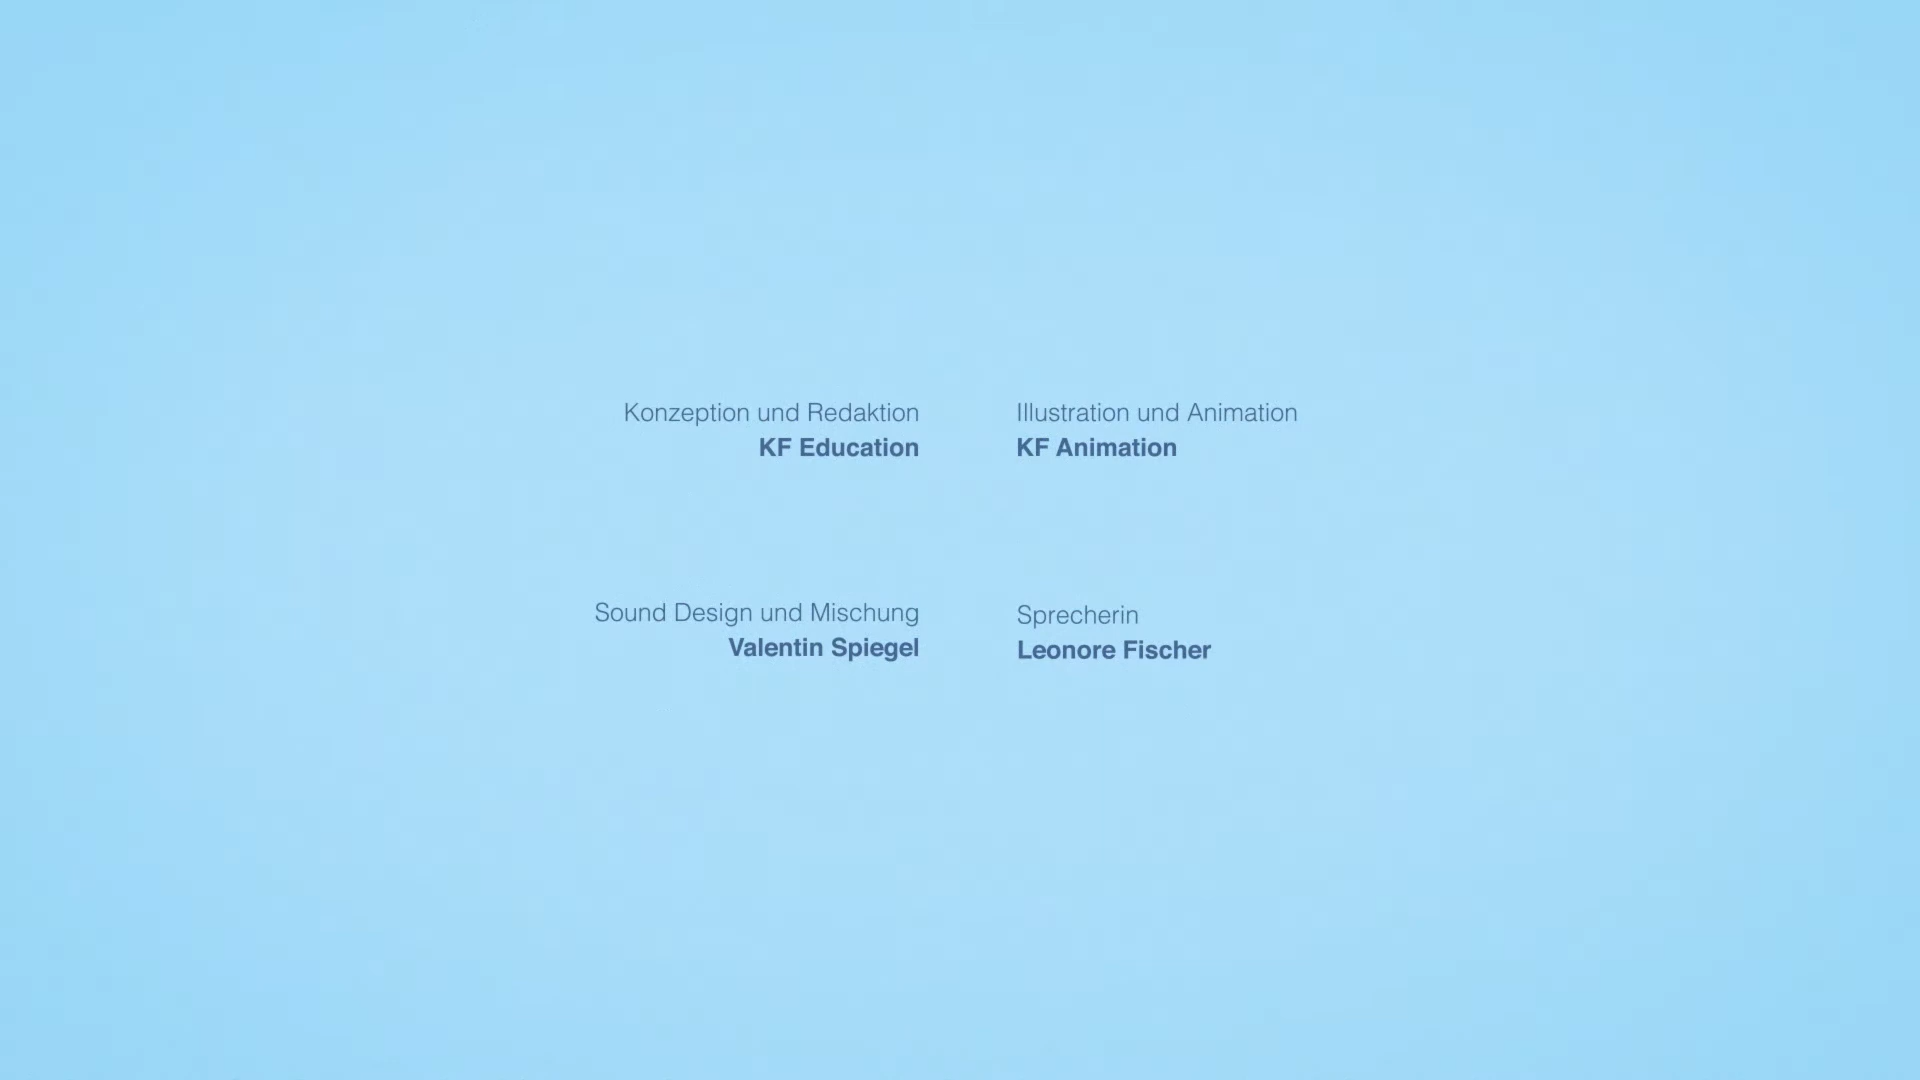 Konzeption und Redaktion
KF Education
Illustration und Animation
KF Animation
Sound Design und Mischung
Valentin Spiegel
Sprecherin
Leonore Fischer